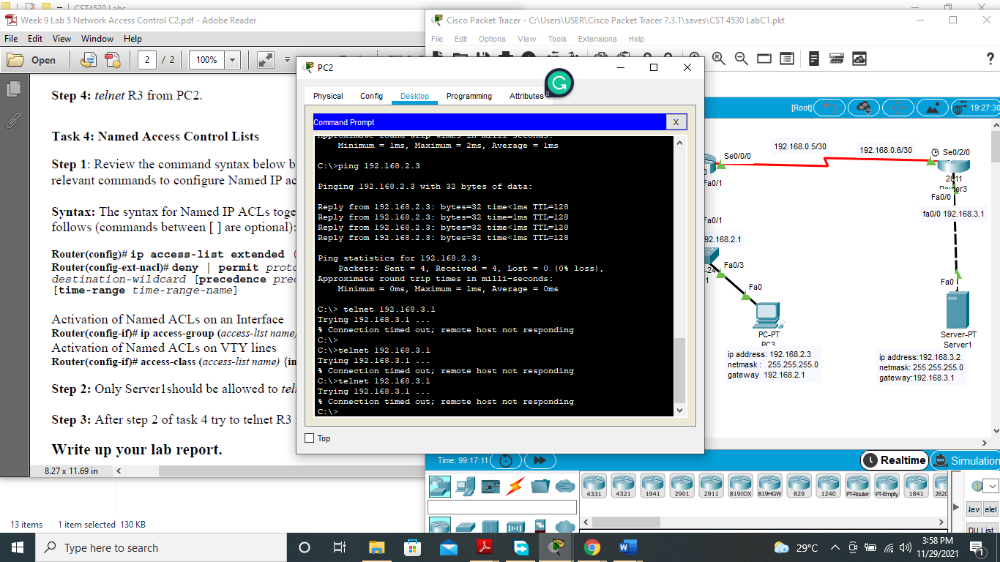 CST4530 Labs
Week 9 Lab 5 Network Access Control C2.pdf - Adobe Reader
File Edit View Window Help
Open
2 / 2
100%
Step 4: telnet R3 from PC2.
Task 4: Named Access Control Lists
Step 1: Review the command syntax below
relevant commands to configure Named IP
Syntax: The syntax for Named IP ACLs
follows (commands between [ ] are optional):
Router(config)# ip access-list extended (
Router(config-ext-nacl)# deny | permit
destination-wildcard [precedence
[time-range time-range-name]
Activation of Named ACLs on an Interface
Router(config-if)# ip access-group (access-list name)
Activation of Named ACLs on VTY lines
Router(config-if)# access-class (access-list name) {
Step 2: Only Server1should be allowed to
Step 3: After step 2 of task 4 try to telnet R3
Write up your lab report.
8.27 x 11.69 in
13 items 1 item selected 130 KB
Cisco Packet Tracer - C:\Users\USER\Cisco Packet Tracer 7.3.1\saves\CST 4530 LabC1.pkt
File Edit Options View Tools Extensions Help
PC2
G
Physical Config Desktop Programming Attributes
Command Prompt
X
Approximate round trip times in milli-seconds:
Minimum = 1ms, Maximum = 2ms, Average = 1ms
C:\>ping 192.168.2.3
Pinging 192.168.2.3 with 32 bytes of data:
Reply from 192.168.2.3: bytes=32 time<1ms TTL=128
Reply from 192.168.2.3: bytes=32 time=1ms TTL=128
Reply from 192.168.2.3: bytes=32 time<1ms TTL=128
Reply from 192.168.2.3: bytes=32 time<1ms TTL=128
Ping statistics for 192.168.2.3:
Packets: Sent = 4, Received = 4, Lost = 0 (0% loss),
Approximate round trip times in milli-seconds:
Minimum = 0ms, Maximum = 1ms, Average = 0ms
C:\> telnet 192.168.3.1
Trying 192.168.3.1 ...
% Connection timed out; remote host not responding
C:\>
C:\>telnet 192.168.3.1
Trying 192.168.3.1 ...
% Connection timed out; remote host not responding
C:\>telnet 192.168.3.1
Trying 192.168.3.1 ...
% Connection timed out; remote host not responding
C:\>
Top
[Root]
19:27:30
192.168.0.5/30
192.168.0.6/30
Se0/0/0
Se0/2/0
Fa0/1
2811
Router3
Fa0/0
fa0/0 192.168.3.1
Fa0/1
92.168.2.1
Fa0/3
Fa0
Fa0
PC-PT
PC3
Server-PT
Server1
ip address: 192.168.2.3
netmask : 255.255.255.0
gateway 192.168.2.1
ip address:192.168.3.2
netmask: 255.255.255.0
gateway:192.168.3.1
Time: 99:17:11
Realtime
Simulation
4331 4321 1941 2901 2911 819IOX 819HGW 829 1240 PT-Router PT-Empty 1841 2620
Type here to search
29°C
3:58 PM
11/29/2021
1